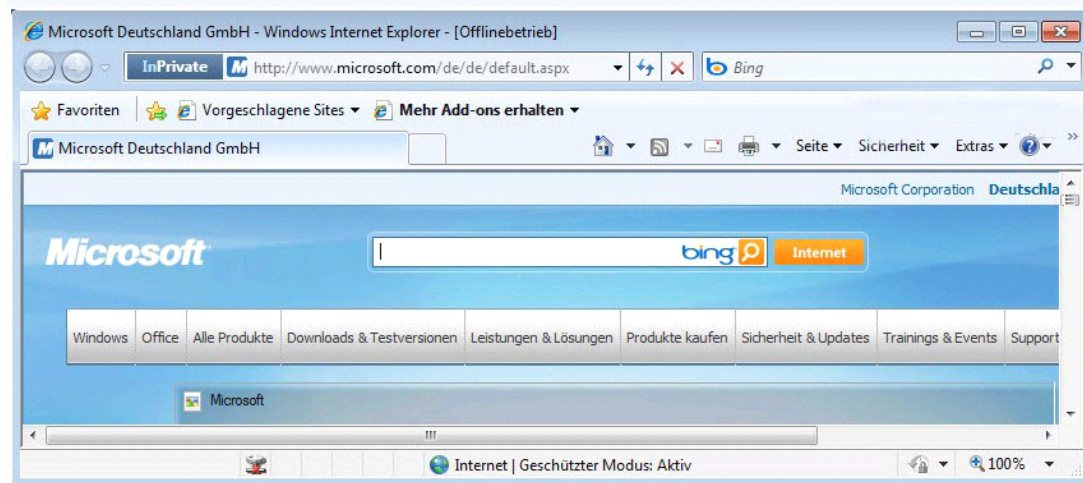 Microsoft Deutschland GmbH - Windows Internet Explorer - [Offlinebetrieb]
InPrivate http://www.microsoft.com/de/de/default.aspx Bing
Favoriten Vorgeschlagene Sites Mehr Add-ons erhalten
Microsoft Deutschland GmbH Seite Sicherheit Extras
Microsoft Corporation Deutschla
Microsoft bing Internet
Windows Office Alle Produkte Downloads & Testversionen Leistungen & Lösungen Produkte kaufen Sicherheit & Updates Trainings & Events Support
Microsoft
Internet | Geschützter Modus: Aktiv 100%